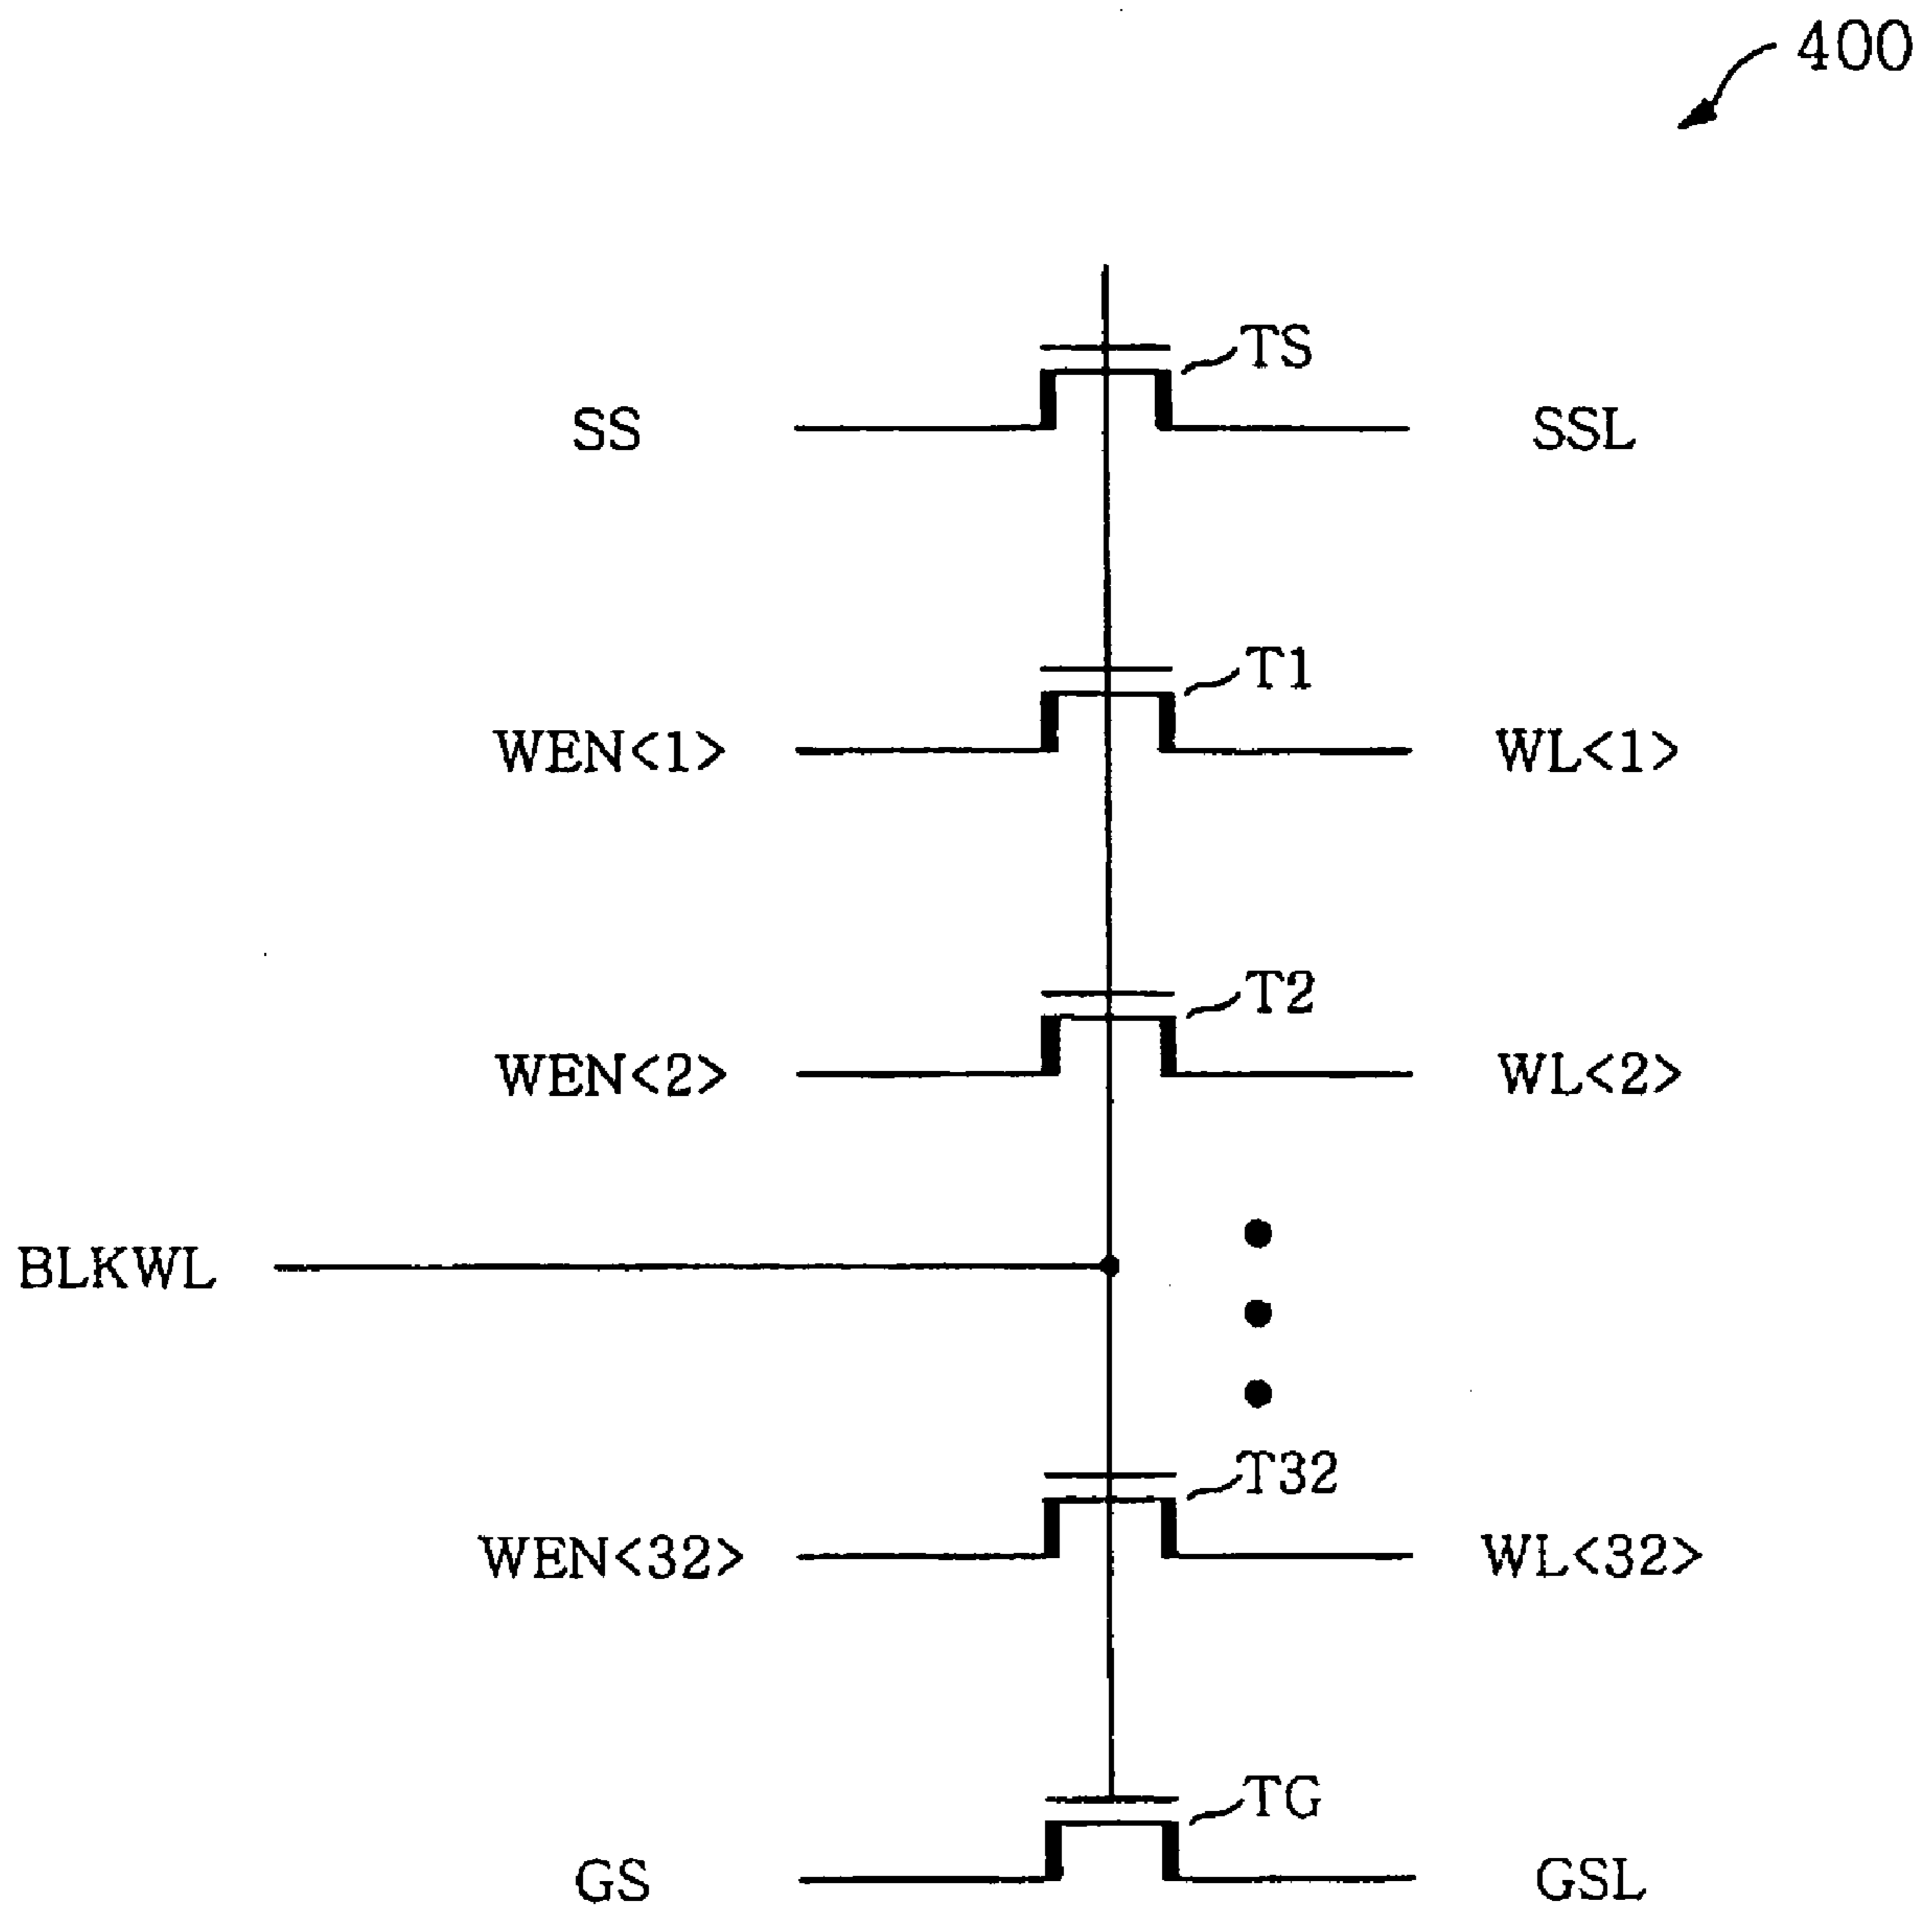 400
TS
SS SSL
T1
WEN<1> WL<1>
T2
WEN<2> WL<2>
BLKWL
T32
WEN<32> WL<32>
TG
GS GSL